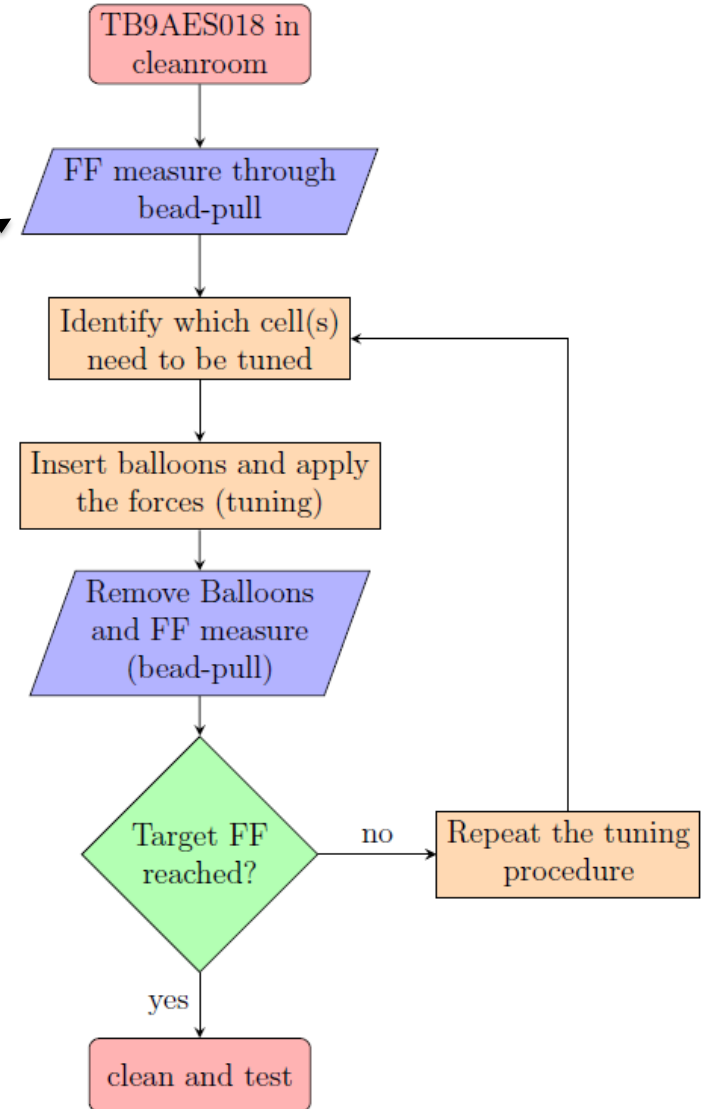 TB9AES018 in
cleanroom
FF measure through
bead-pull
Identify which cell(s)
need to be tuned
Insert balloons and apply
the forces (tuning)
Remove Balloons
and FF measure
(bead-pull)
Target FF
reached?
no
Repeat the tuning
procedure
yes
clean and test